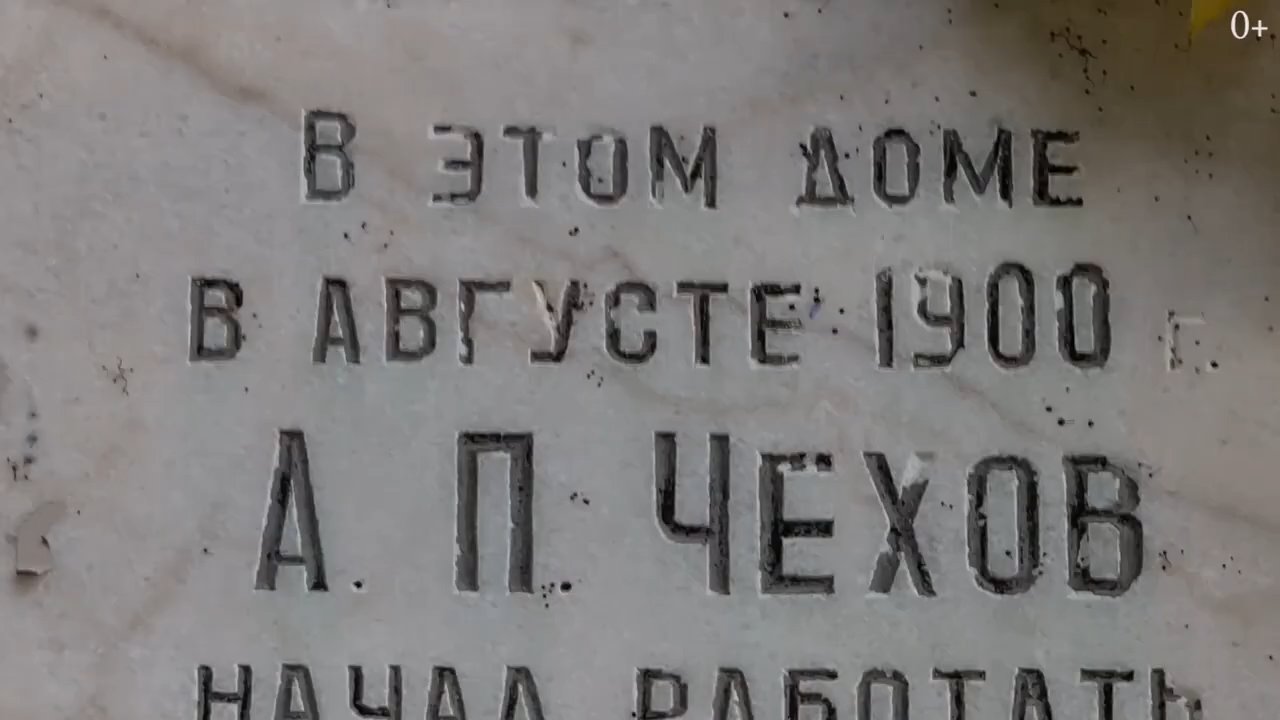 0+
В ЭТОМ ДОМЕ
В АВГУСТЕ 1900 Г.
А. П. ЧЕХОВ
НАЧАЛ РАБОТАТЬ